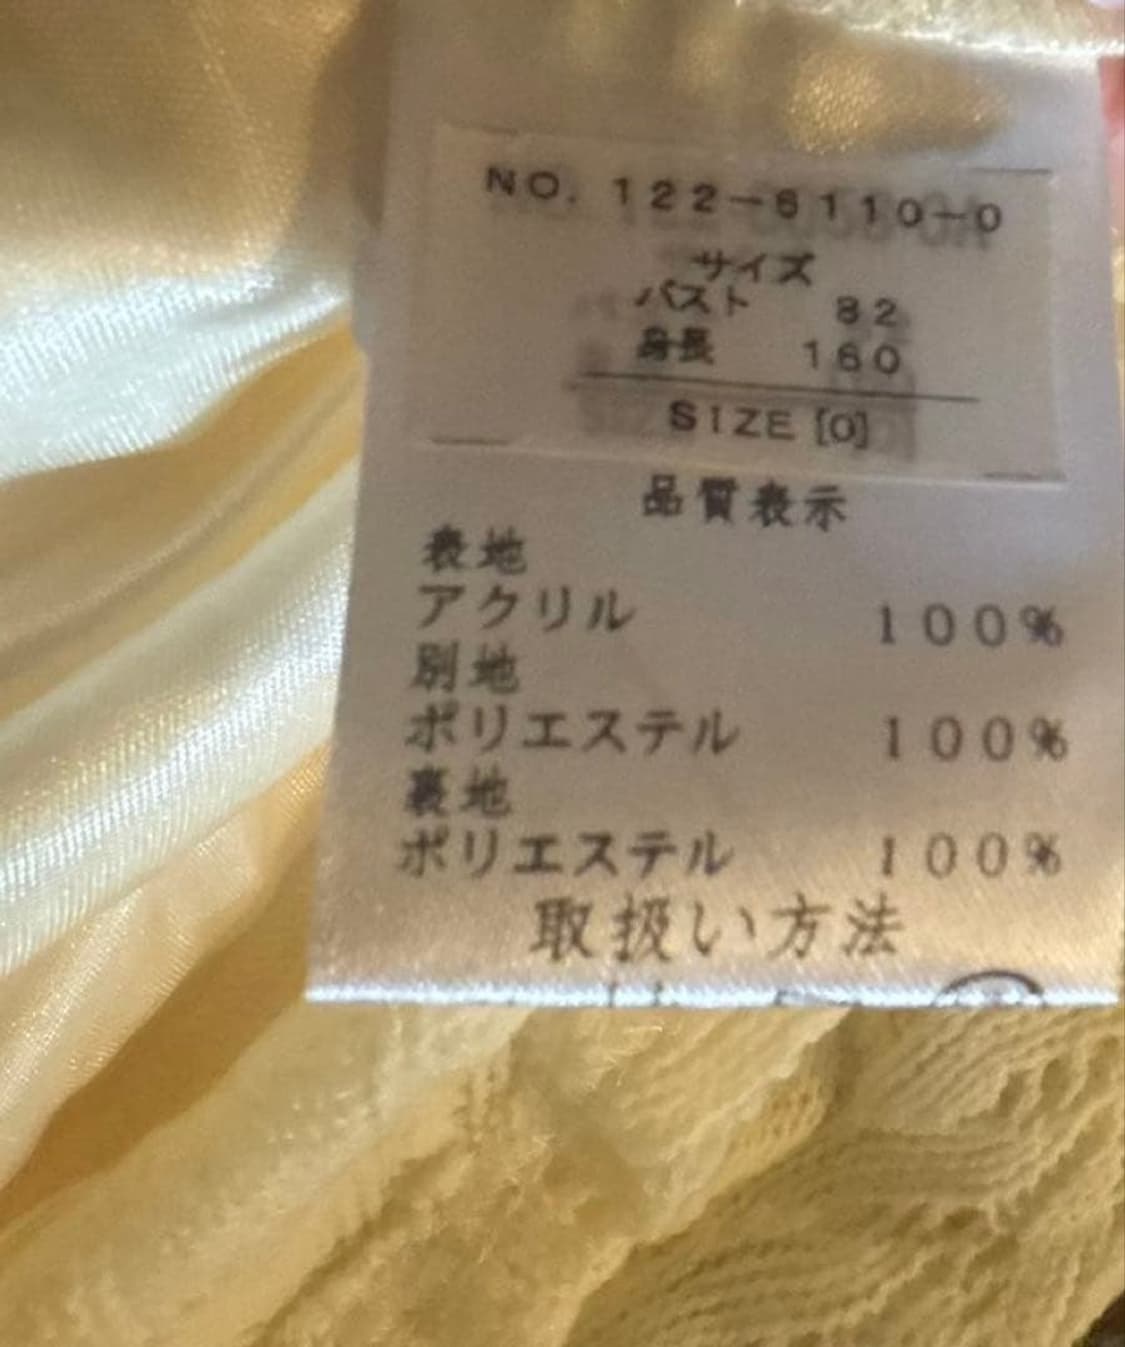 NO. 122-6110-0
サイズ
バスト 82
身長 160
SIZE [0]
品質表示
表地
アクリル 100%
別地
ポリエステル 100%
裏地
ポリエステル 100%
取扱い方法